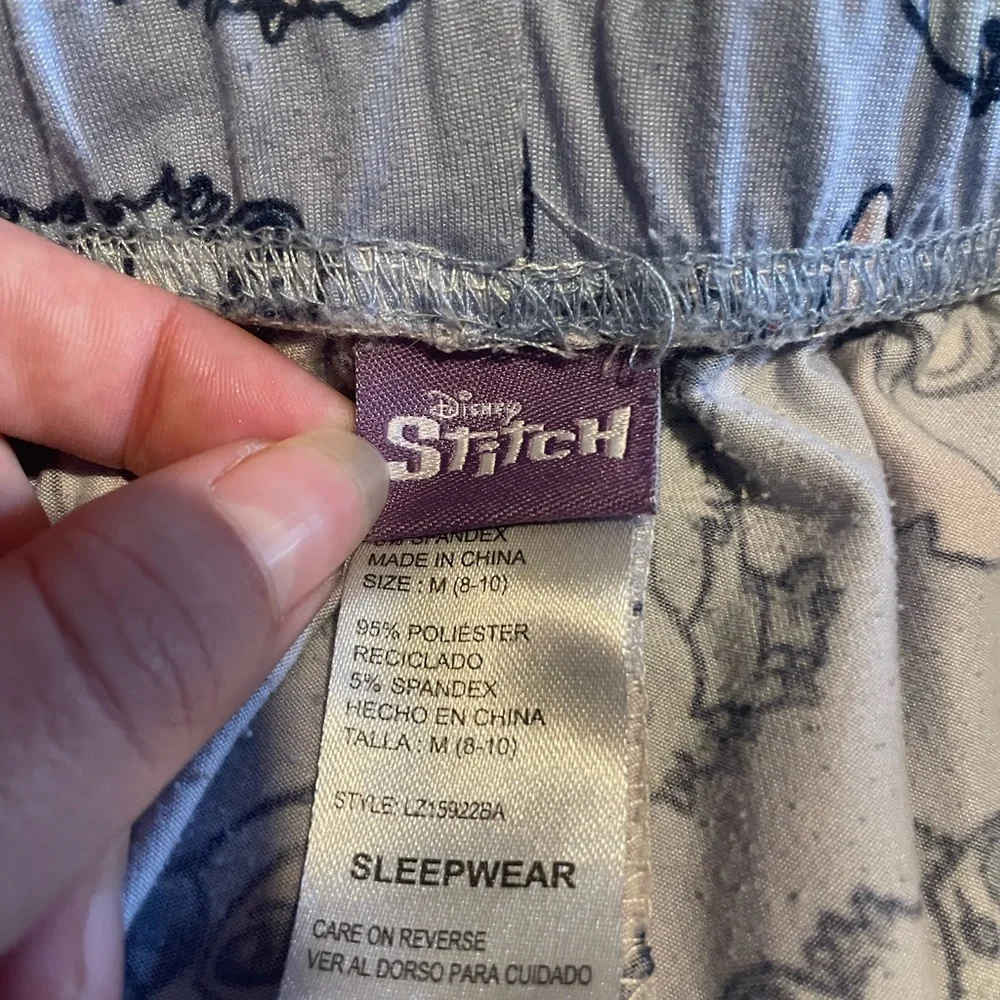 Disney
STiTCH
SPANDEX
MADE IN CHINA
SIZE : M (8-10)
95% POLIÉSTER
RECICLADO
5% SPANDEX
HECHO EN CHINA
TALLA : M (8-10)
STYLE: LZ15922BA
SLEEPWEAR
CARE ON REVERSE
VER AL DORSO PARA CUIDADO